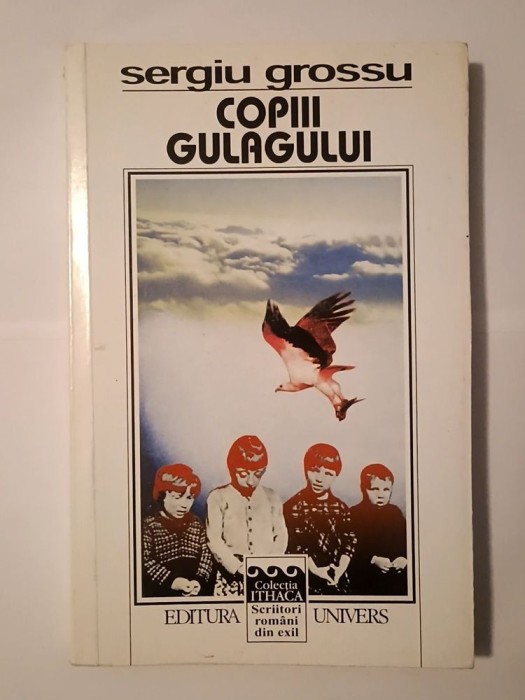 sergiu grossu
COPIII
GULAGULUI
Colecția
ITHACA
EDITURA Scriitori UNIVERS
români
din exil